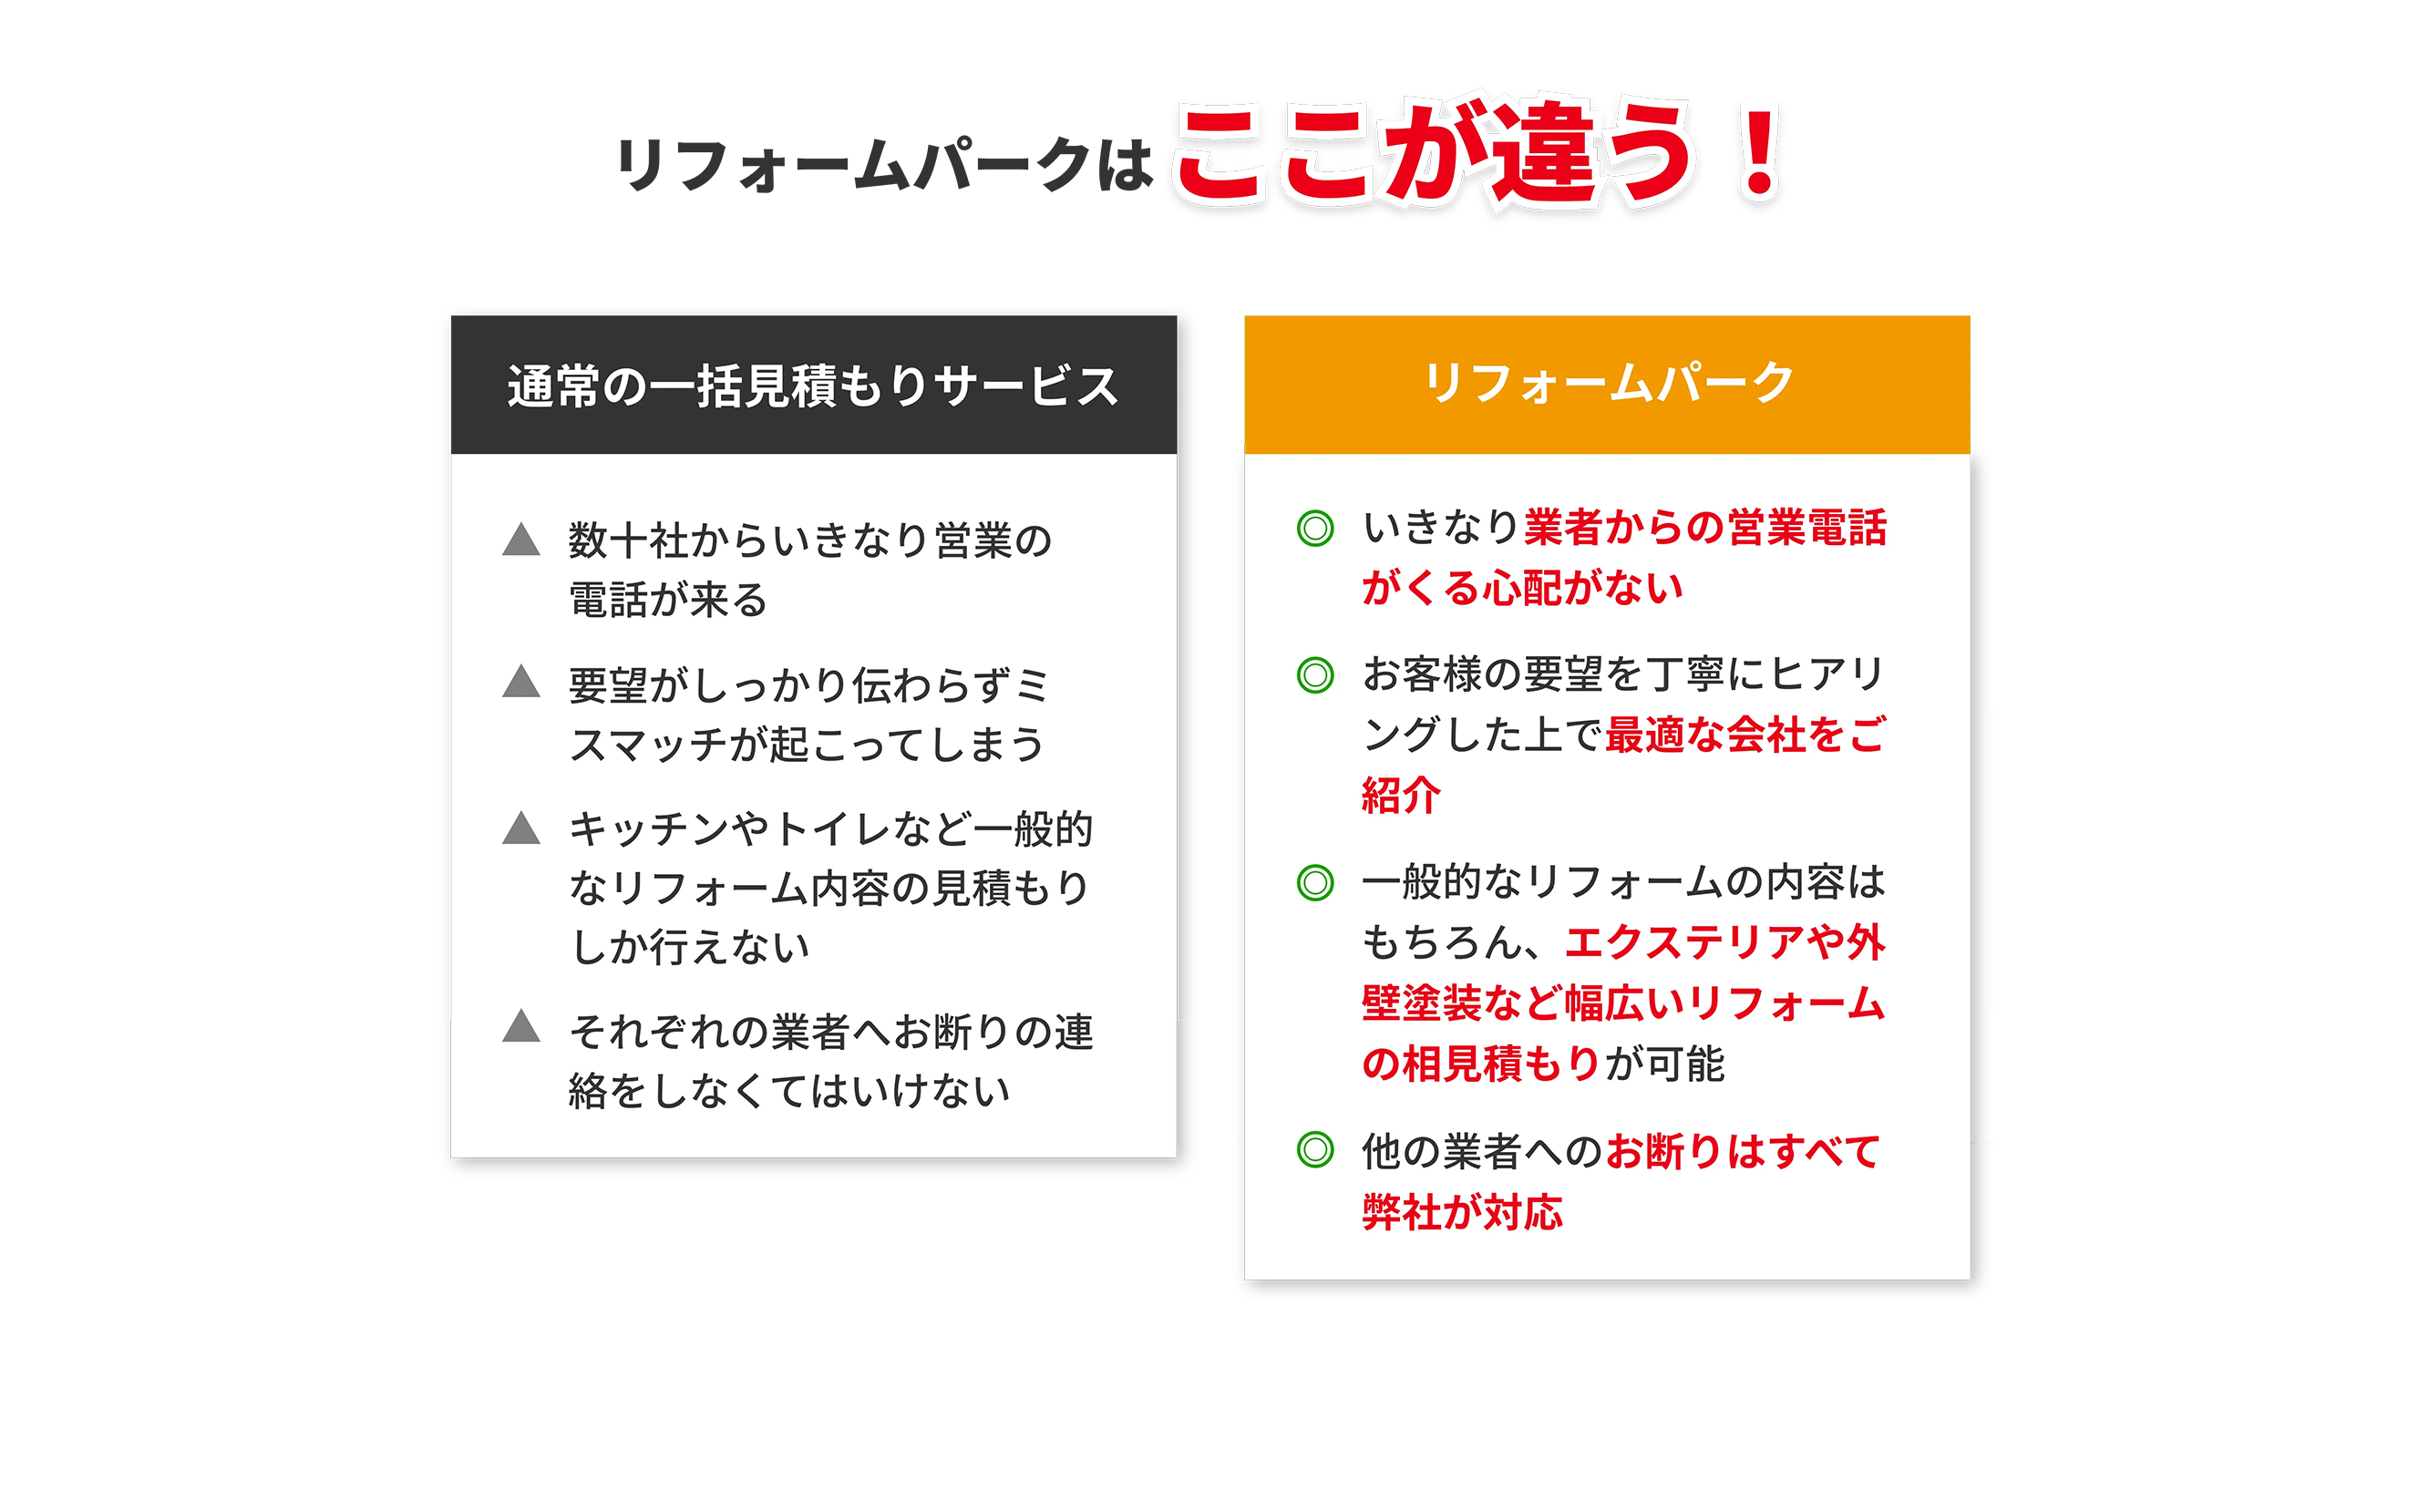 リフォームパークはここが違う！
通常の一括見積もりサービス
▲ 数十社からいきなり営業の
電話が来る
▲ 要望がしっかり伝わらずミ
スマッチが起こってしまう
▲ キッチンやトイレなど一般的
なリフォーム内容の見積もり
しか行えない
▲ それぞれの業者へお断りの連
絡をしなくてはいけない
リフォームパーク
◎ いきなり業者からの営業電話
がくる心配がない
◎ お客様の要望を丁寧にヒアリ
ングした上で最適な会社をご
紹介
◎ 一般的なリフォームの内容は
もちろん、エクステリアや外
壁塗装など幅広いリフォーム
の相見積もりが可能
◎ 他の業者へのお断りはすべて
弊社が対応